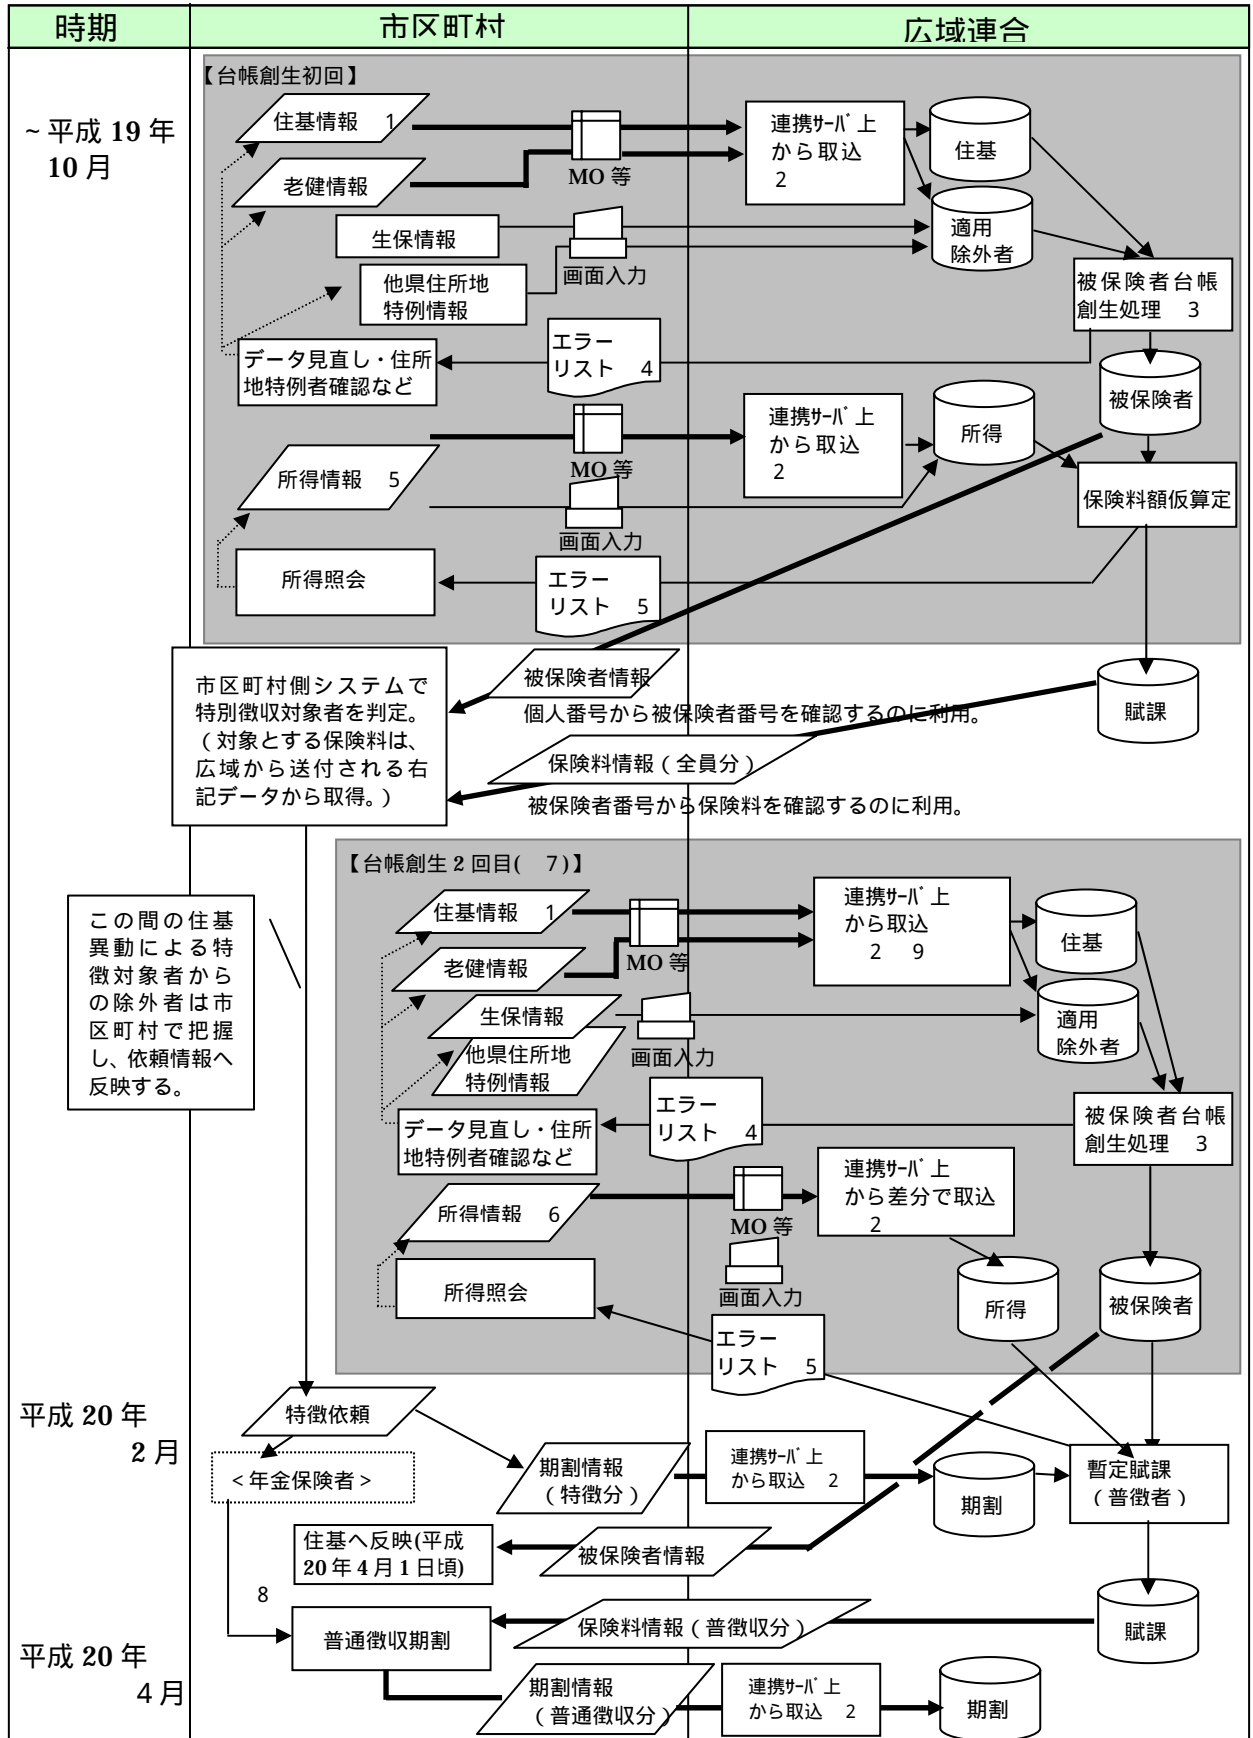 時期
市区町村
広域連合
【台帳創生初回】
~平成 19 年
10 月
住基情報 1
老健情報
MO 等
連携ｻｰﾊﾞ上
から取込
2
住基
生保情報
適用
除外者
他県住所地
特例情報
画面入力
被保険者台帳
創生処理 3
データ見直し・住所
地特例者確認など
エラー
リスト 4
被保険者
連携ｻｰﾊﾞ上
から取込
2
所得
MO 等
所得情報 5
保険料額仮算定
画面入力
所得照会
エラー
リスト 5
市区町村側システムで
特別徴収対象者を判定。
（対象とする保険料は、
広域から送付される右
記データから取得。）
被保険者情報
個人番号から被保険者番号を確認するのに利用。
賦課
保険料情報（全員分）
被保険者番号から保険料を確認するのに利用。
【台帳創生 2 回目( 7)】
この間の住基
異動による特
徴対象者から
の除外者は市
区町村で把握
し、依頼情報へ
反映する。
住基情報 1
老健情報
MO 等
連携ｻｰﾊﾞ上
から取込
2 9
住基
生保情報
他県住所地
特例情報
画面入力
適用
除外者
データ見直し・住所
地特例者確認など
エラー
リスト 4
被保険者台帳
創生処理 3
所得情報 6
MO 等
連携ｻｰﾊﾞ上
から差分で取込
2
所得照会
画面入力
所得
被保険者
エラー
リスト 5
平成 20 年
2 月
特徴依頼
＜年金保険者＞
期割情報
（特徴分）
連携ｻｰﾊﾞ上
から取込 2
期割
暫定賦課
（普徴者）
住基へ反映(平成
20 年 4 月 1 日頃)
被保険者情報
8
普通徴収期割
保険料情報（普徴収分）
賦課
平成 20 年
4 月
期割情報
（普通徴収分）
連携ｻｰﾊﾞ上
から取込 2
期割